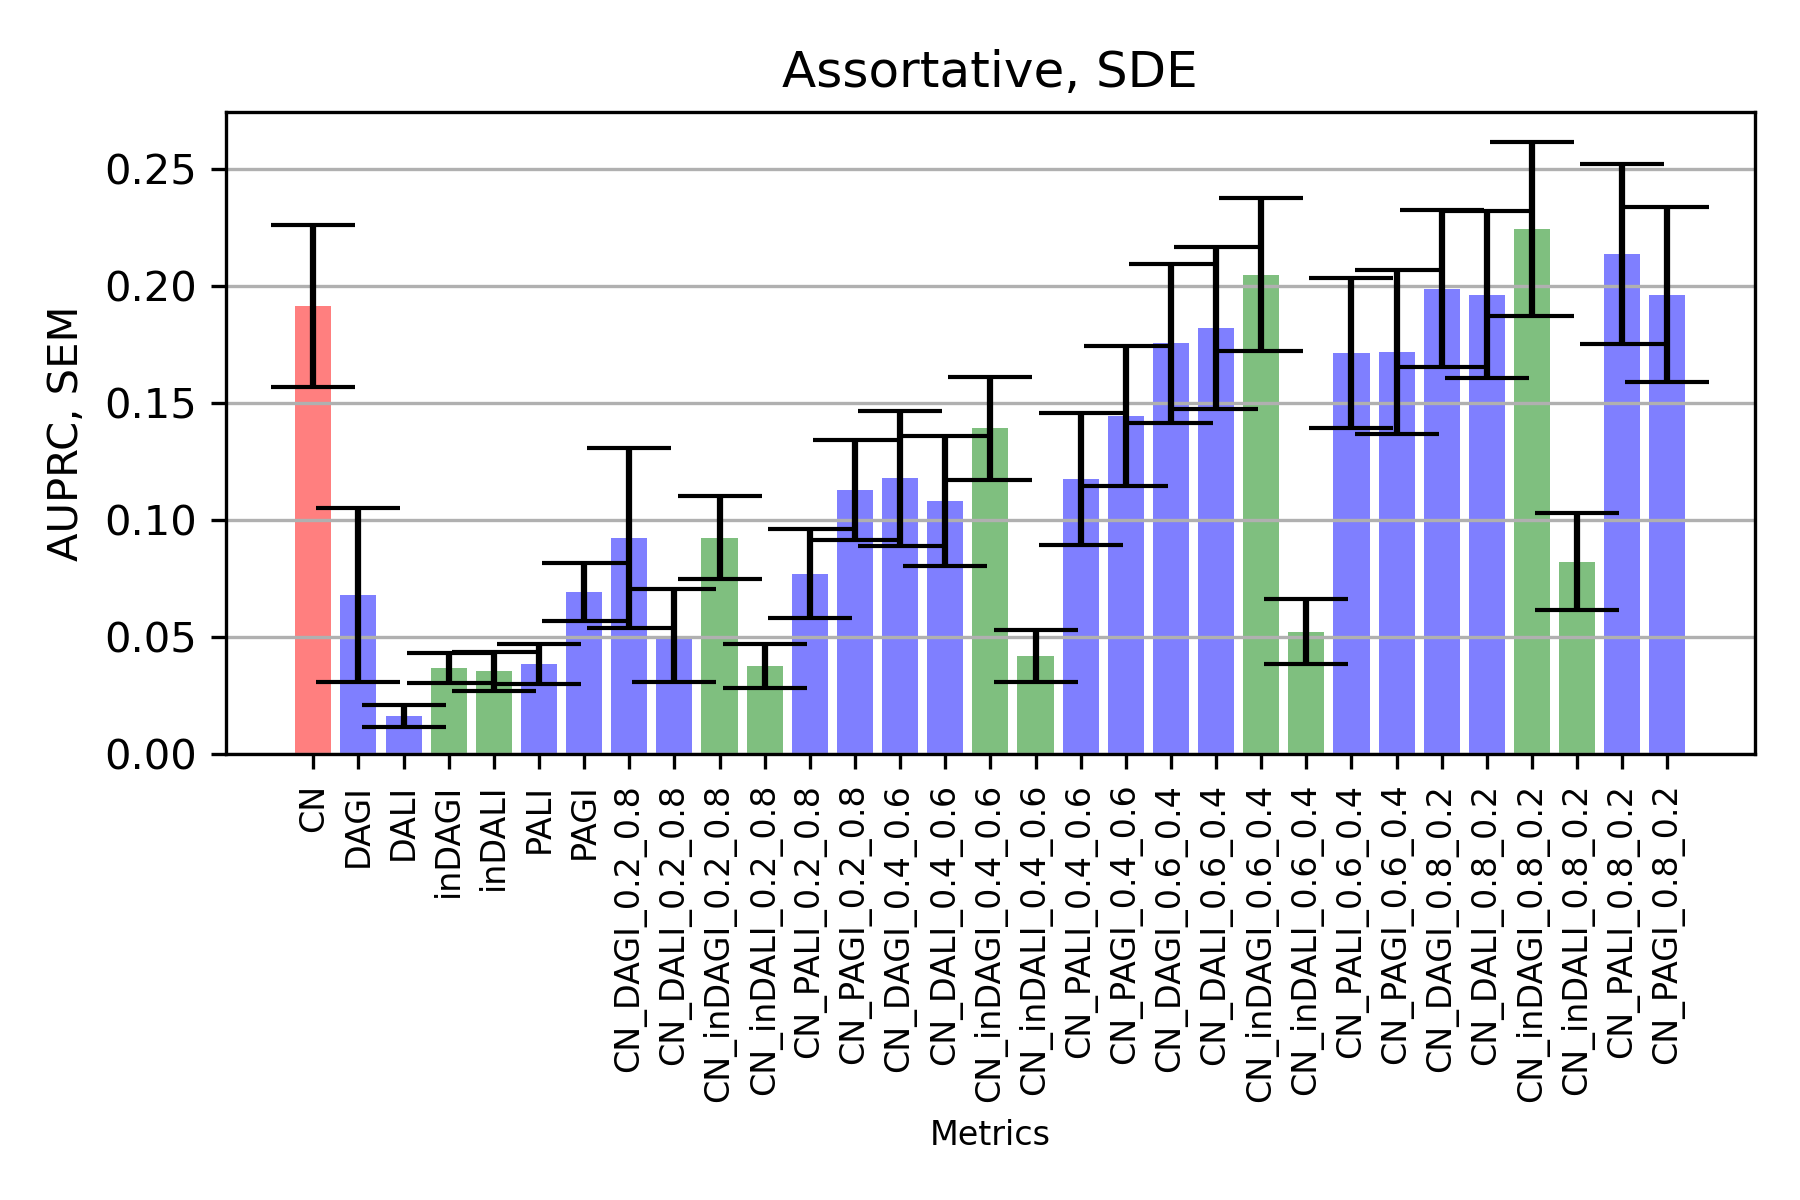 Assortative, SDE
AUPRC, SEM
0.25
0.20
0.15
0.10
0.05
0.00
CN
DAGI
DALI
inDAGI
inDALI
PALI
PAGI
CN_DAGI_0.2_0.8
CN_DALI_0.2_0.8
CN_inDAGI_0.2_0.8
CN_inDALI_0.2_0.8
CN_PALI_0.2_0.8
CN_PAGI_0.2_0.8
CN_DAGI_0.4_0.6
CN_DALI_0.4_0.6
CN_inDAGI_0.4_0.6
CN_inDALI_0.4_0.6
CN_PALI_0.4_0.6
CN_PAGI_0.4_0.6
CN_DAGI_0.6_0.4
CN_DALI_0.6_0.4
CN_inDAGI_0.6_0.4
CN_inDALI_0.6_0.4
CN_PALI_0.6_0.4
CN_PAGI_0.6_0.4
CN_DAGI_0.8_0.2
CN_DALI_0.8_0.2
CN_inDAGI_0.8_0.2
CN_inDALI_0.8_0.2
CN_PALI_0.8_0.2
CN_PAGI_0.8_0.2
Metrics